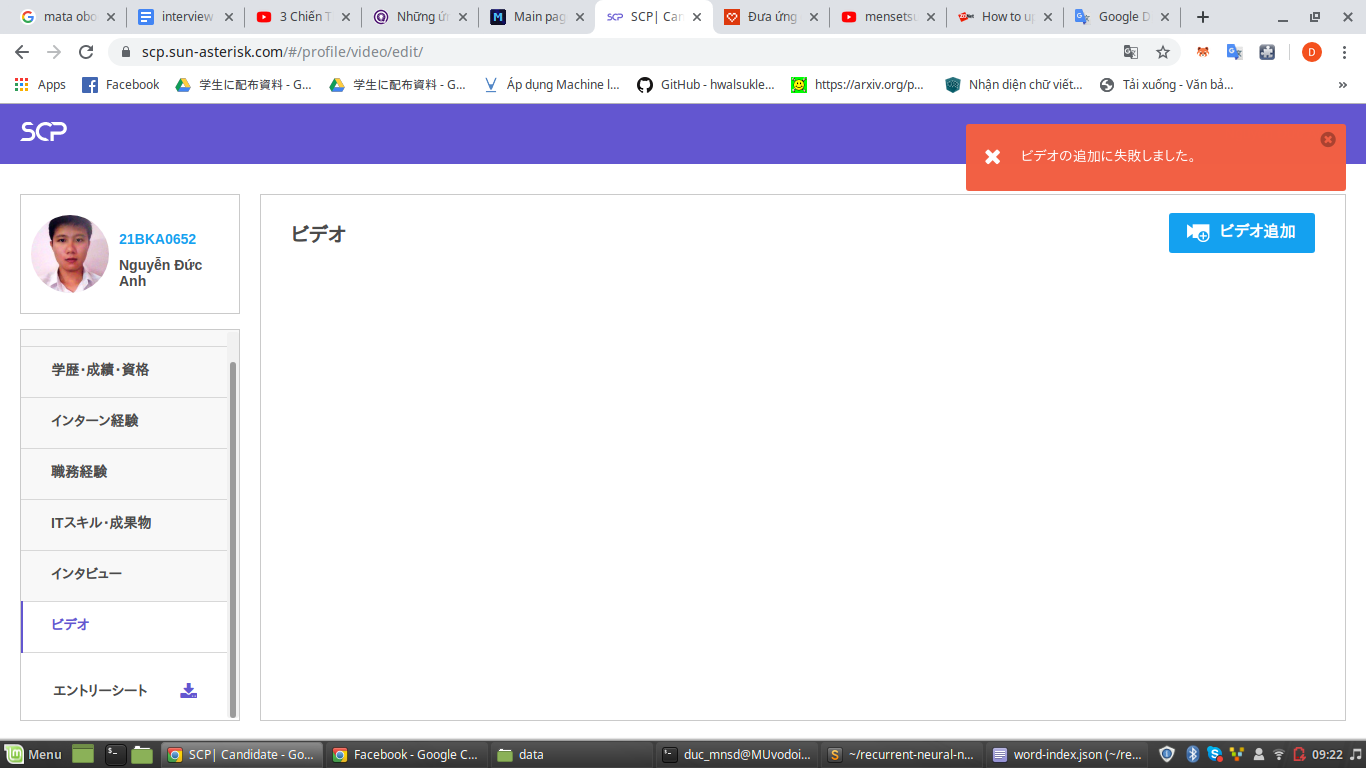 mata obo
interview
3 Chiến T
Những ứn
Main pag
SCP| Can
Đưa ứng
mensetsu
How to up
Google D
scp.sun-asterisk.com/#/profile/video/edit/
D
Apps
Facebook
学生に配布資料 - G...
学生に配布資料 - G...
Áp dụng Machine l...
GitHub - hwalsukle...
https://arxiv.org/p...
Nhận diện chữ viết...
Tải xuống - Văn bả...
SCP
ビデオの追加に失敗しました。
21BKA0652
Nguyễn Đức
Anh
ビデオ
ビデオ追加
学歴・成績・資格
インターン経験
職務経験
ITスキル・成果物
インタビュー
ビデオ
エントリーシート
Menu
SCP| Candidate - Go...
Facebook - Google C...
data
duc_mnsd@MUvodoi...
~/recurrent-neural-n...
word-index.json (~/re...
09:22